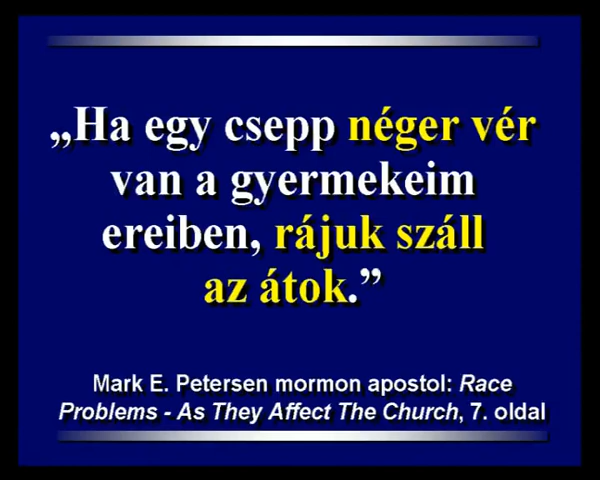 „Ha egy csepp néger vér
van a gyermekeim
ereiben, rájuk száll
az átok.”
Mark E. Petersen mormon apostol: Race
Problems - As They Affect The Church, 7. oldal